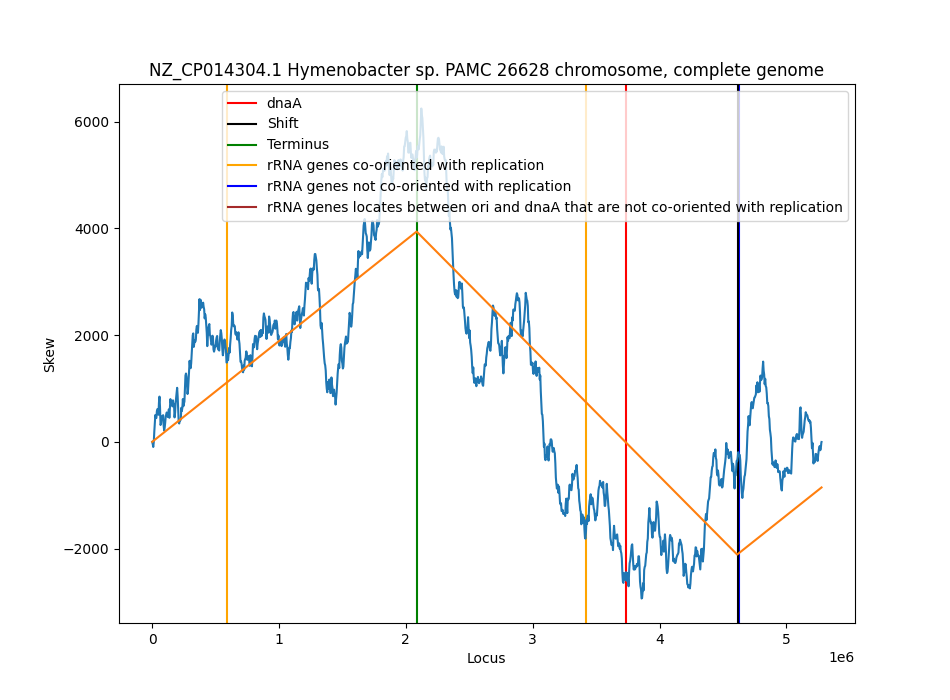 NZ_CP014304.1 Hymenobacter sp. PAMC 26628 chromosome, complete genome
dnaA
Shift
Terminus
rRNA genes co-oriented with replication
rRNA genes not co-oriented with replication
rRNA genes locates between ori and dnaA that are not co-oriented with replication
6000
4000
2000
0
−2000
Skew
0 1 2 3 4 5
1e6
Locus